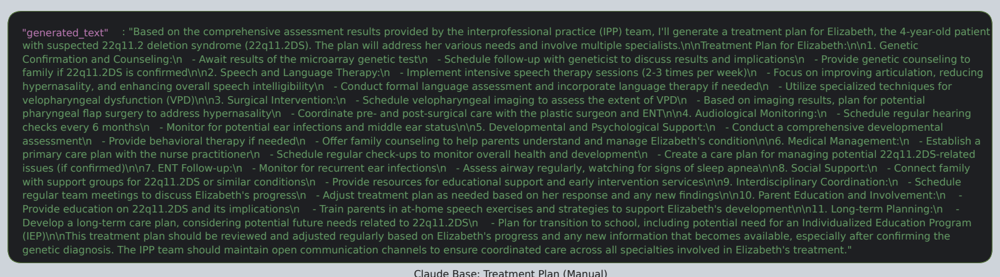 "generated_text" : "Based on the comprehensive assessment results provided by the interprofessional practice (IPP) team, I'll generate a treatment plan for Elizabeth, the 4-year-old patient
with suspected 22q11.2 deletion syndrome (22q11.2DS). The plan will address her various needs and involve multiple specialists.\n\nTreatment Plan for Elizabeth:\n\n1. Genetic
Confirmation and Counseling:\n   - Await results of the microarray genetic test\n   - Schedule follow-up with geneticist to discuss results and implications\n   - Provide genetic counseling to
family if 22q11.2DS is confirmed\n\n2. Speech and Language Therapy:\n   - Implement intensive speech therapy sessions (2-3 times per week)\n   - Focus on improving articulation, reducing
hypernasality, and enhancing overall speech intelligibility\n   - Conduct formal language assessment and incorporate language therapy if needed\n   - Utilize specialized techniques for
velopharyngeal dysfunction (VPD)\n\n3. Surgical Intervention:\n   - Schedule velopharyngeal imaging to assess the extent of VPD\n   - Based on imaging results, plan for potential
pharyngeal flap surgery to address hypernasality\n   - Coordinate pre- and post-surgical care with the plastic surgeon and ENT\n\n4. Audiological Monitoring:\n   - Schedule regular hearing
checks every 6 months\n   - Monitor for potential ear infections and middle ear status\n\n5. Developmental and Psychological Support:\n   - Conduct a comprehensive developmental
assessment\n   - Provide behavioral therapy if needed\n   - Offer family counseling to help parents understand and manage Elizabeth's condition\n\n6. Medical Management:\n   - Establish a
primary care plan with the nurse practitioner\n   - Schedule regular check-ups to monitor overall health and development\n   - Create a care plan for managing potential 22q11.2DS-related
issues (if confirmed)\n\n7. ENT Follow-up:\n   - Monitor for recurrent ear infections\n   - Assess airway regularly, watching for signs of sleep apnea\n\n8. Social Support:\n   - Connect family
with support groups for 22q11.2DS or similar conditions\n   - Provide resources for educational support and early intervention services\n\n9. Interdisciplinary Coordination:\n   - Schedule
regular team meetings to discuss Elizabeth's progress\n   - Adjust treatment plan as needed based on her response and any new findings\n\n10. Parent Education and Involvement:\n    -
Provide education on 22q11.2DS and its implications\n    - Train parents in at-home speech exercises and strategies to support Elizabeth's development\n\n11. Long-term Planning:\n    -
Develop a long-term care plan, considering potential future needs related to 22q11.2DS\n    - Plan for transition to school, including potential need for an Individualized Education Program
(IEP)\n\nThis treatment plan should be reviewed and adjusted regularly based on Elizabeth's progress and any new information that becomes available, especially after confirming the
genetic diagnosis. The IPP team should maintain open communication channels to ensure coordinated care across all specialties involved in Elizabeth's treatment."
Claude Base: Treatment Plan (Manual)